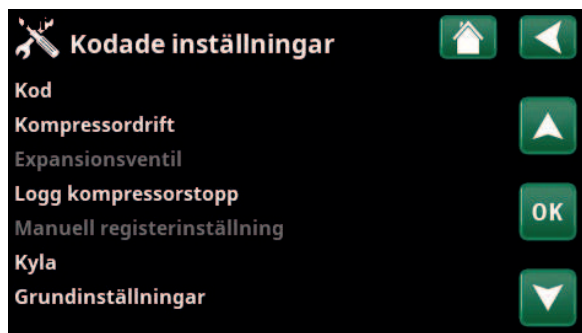 Kodade inställningar
Kod
Kompressordrift
Expansionsventil
Logg kompressorstopp
OK
Manuell registerinställning
Kyla
Grundinställningar